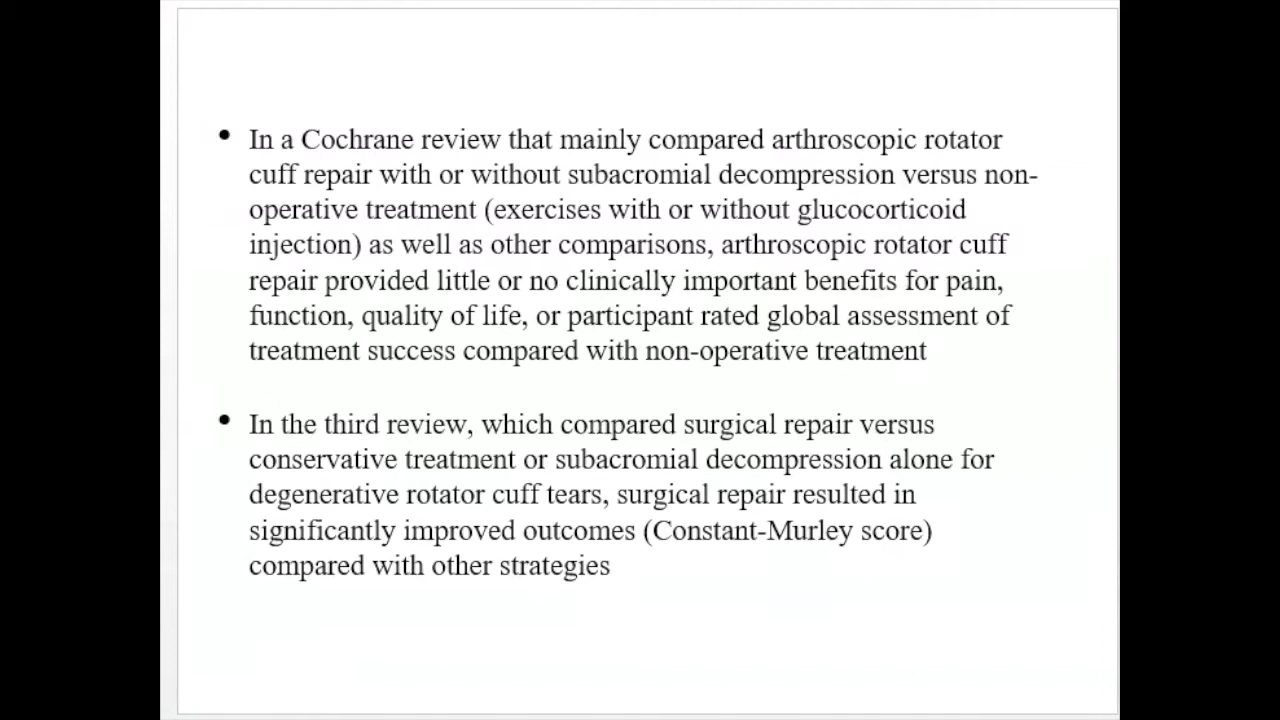 • In a Cochrane review that mainly compared arthroscopic rotator
cuff repair with or without subacromial decompression versus non-
operative treatment (exercises with or without glucocorticoid
injection) as well as other comparisons, arthroscopic rotator cuff
repair provided little or no clinically important benefits for pain,
function, quality of life, or participant rated global assessment of
treatment success compared with non-operative treatment
• In the third review, which compared surgical repair versus
conservative treatment or subacromial decompression alone for
degenerative rotator cuff tears, surgical repair resulted in
significantly improved outcomes (Constant-Murley score)
compared with other strategies